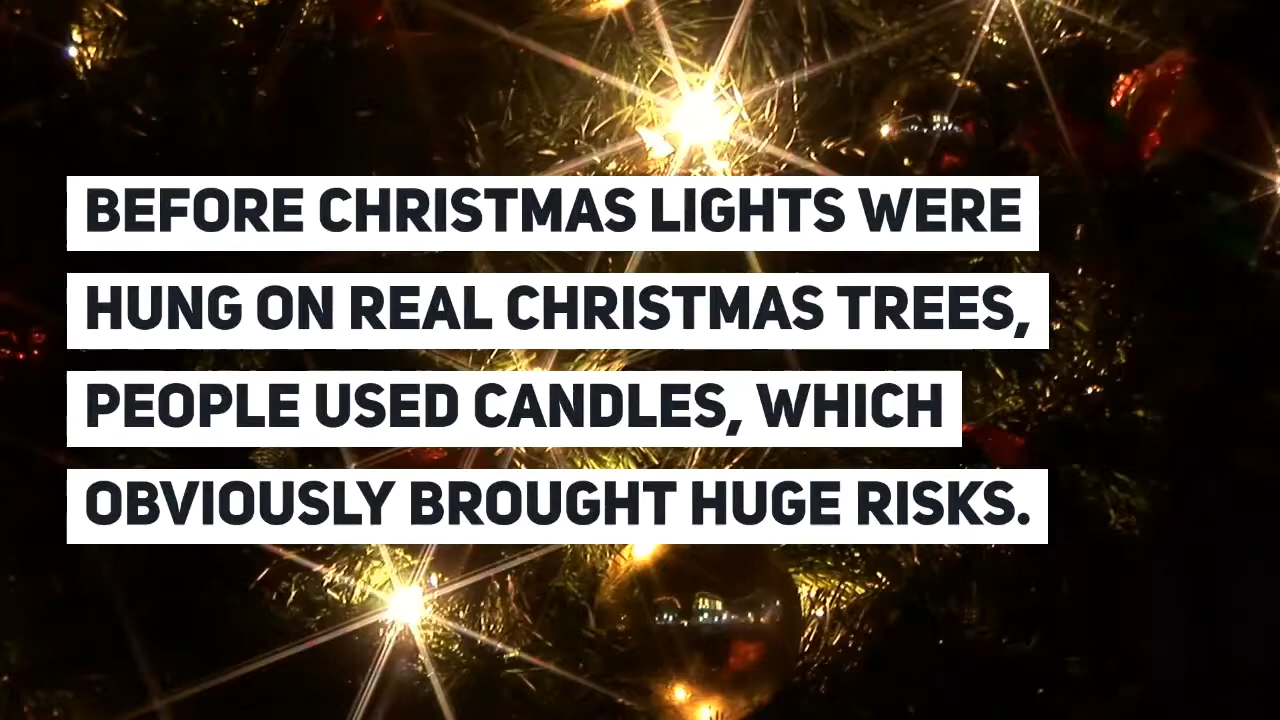 BEFORE CHRISTMAS LIGHTS WERE
HUNG ON REAL CHRISTMAS TREES,
PEOPLE USED CANDLES, WHICH
OBVIOUSLY BROUGHT HUGE RISKS.